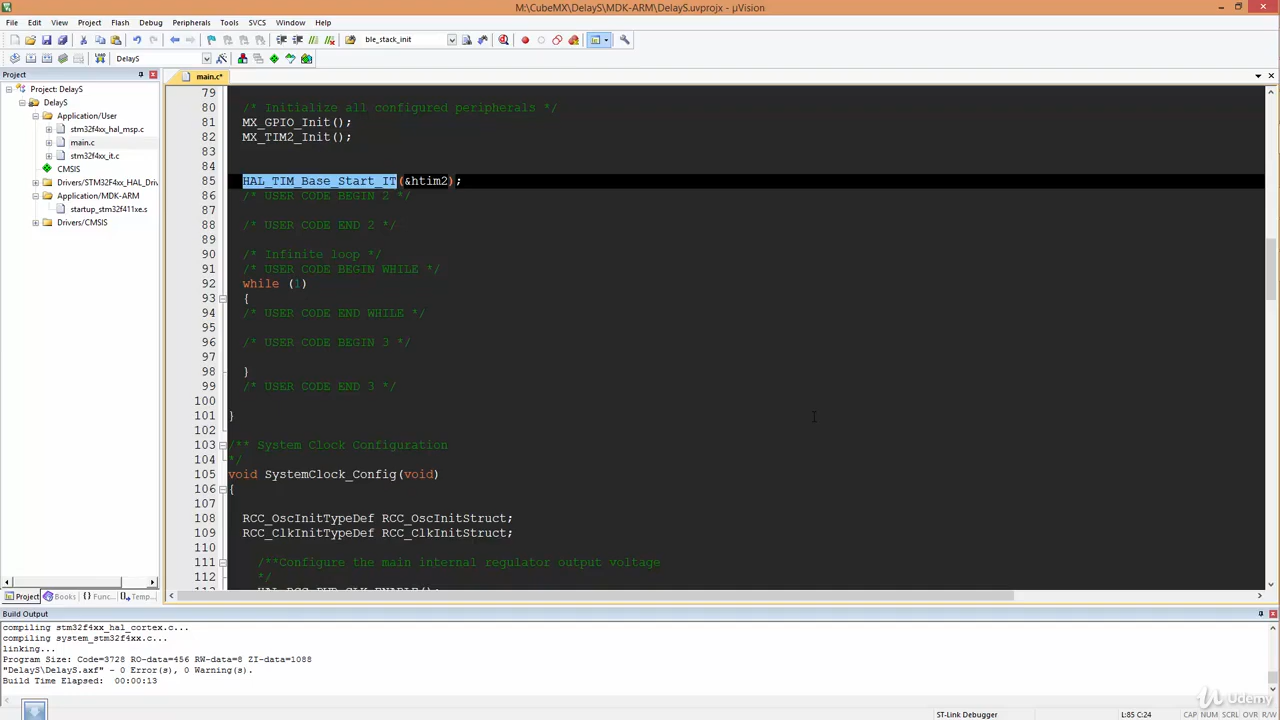 M:\CubeMX\DelayS\MDK-ARM\DelayS.uvprojx - µVision
File Edit View Project Flash Debug Peripherals Tools SVCS Window Help
ble_stack_init
DelayS
Project
main.c*
Project: DelayS
DelayS
Application/User
stm32f4xx_hal_msp.c
main.c
stm32f4xx_it.c
CMSIS
Drivers/STM32F4xx_HAL_Driv
Application/MDK-ARM
startup_stm32f411xe.s
Drivers/CMSIS
79
80 /* Initialize all configured peripherals */
81 MX_GPIO_Init();
82 MX_TIM2_Init();
83
84
85 HAL_TIM_Base_Start_IT(&htim2);
86 /* USER CODE BEGIN 2 */
87
88 /* USER CODE END 2 */
89
90 /* Infinite loop */
91 /* USER CODE BEGIN WHILE */
92 while (1)
93 {
94 /* USER CODE END WHILE */
95
96 /* USER CODE BEGIN 3 */
97
98 }
99 /* USER CODE END 3 */
100
101 }
102
103 /** System Clock Configuration
104 */
105 void SystemClock_Config(void)
106 {
107
108 RCC_OscInitTypeDef RCC_OscInitStruct;
109 RCC_ClkInitTypeDef RCC_ClkInitStruct;
110
111 /**Configure the main internal regulator output voltage
112 */
Project Books {} Func... Temp...
Build Output
compiling stm32f4xx_hal_cortex.c...
compiling system_stm32f4xx.c...
linking...
Program Size: Code=3728 RO-data=456 RW-data=8 ZI-data=1088
"DelayS\DelayS.axf" - 0 Error(s), 0 Warning(s).
Build Time Elapsed: 00:00:13
Udemy
ST-Link Debugger L:85 C:24 CAP NUM SCRL OVR R/W